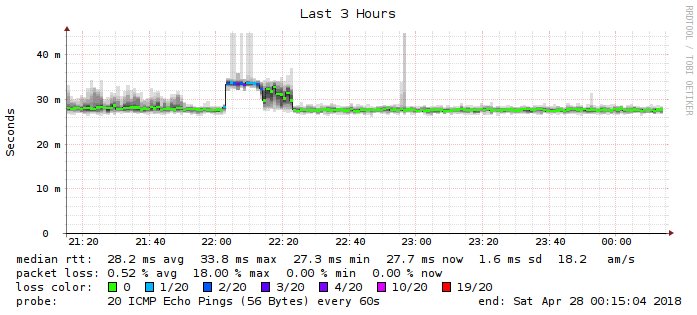 Last 3 Hours
RRDTOOL / TOBI OETIKER
Seconds
40 m
30 m
20 m
10 m
0
21:20 21:40 22:00 22:20 22:40 23:00 23:20 23:40 00:00
median rtt: 28.2 ms avg 33.8 ms max 27.3 ms min 27.7 ms now 1.6 ms sd 18.2 am/s
packet loss: 0.52 % avg 18.00 % max 0.00 % min 0.00 % now
loss color: 0 1/20 2/20 3/20 4/20 10/20 19/20
probe: 20 ICMP Echo Pings (56 Bytes) every 60s end: Sat Apr 28 00:15:04 2018